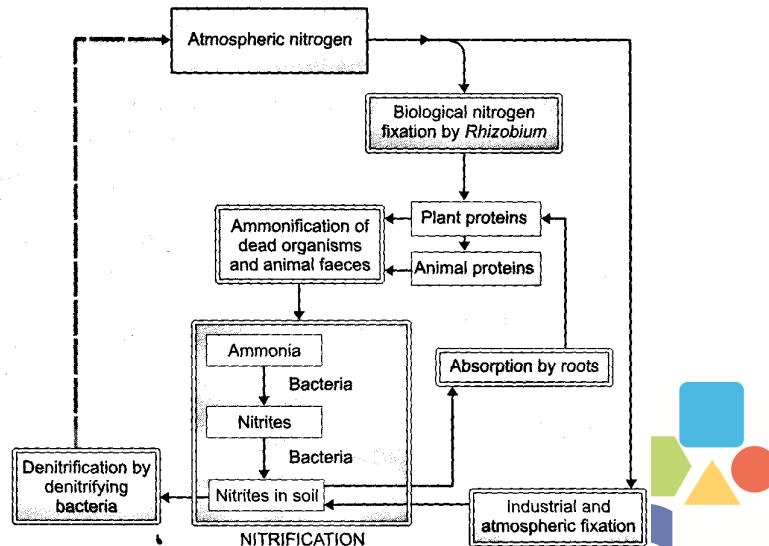 Atmospheric nitrogen
Biological nitrogen
fixation by Rhizobium
Plant proteins
Ammonification of
dead organisms
and animal faeces
Animal proteins
Ammonia
Bacteria
Absorption by roots
Nitrites
Bacteria
Denitrification by
denitrifying
bacteria
Nitrites in soil
Industrial and
atmospheric fixation
NITRIFICATION